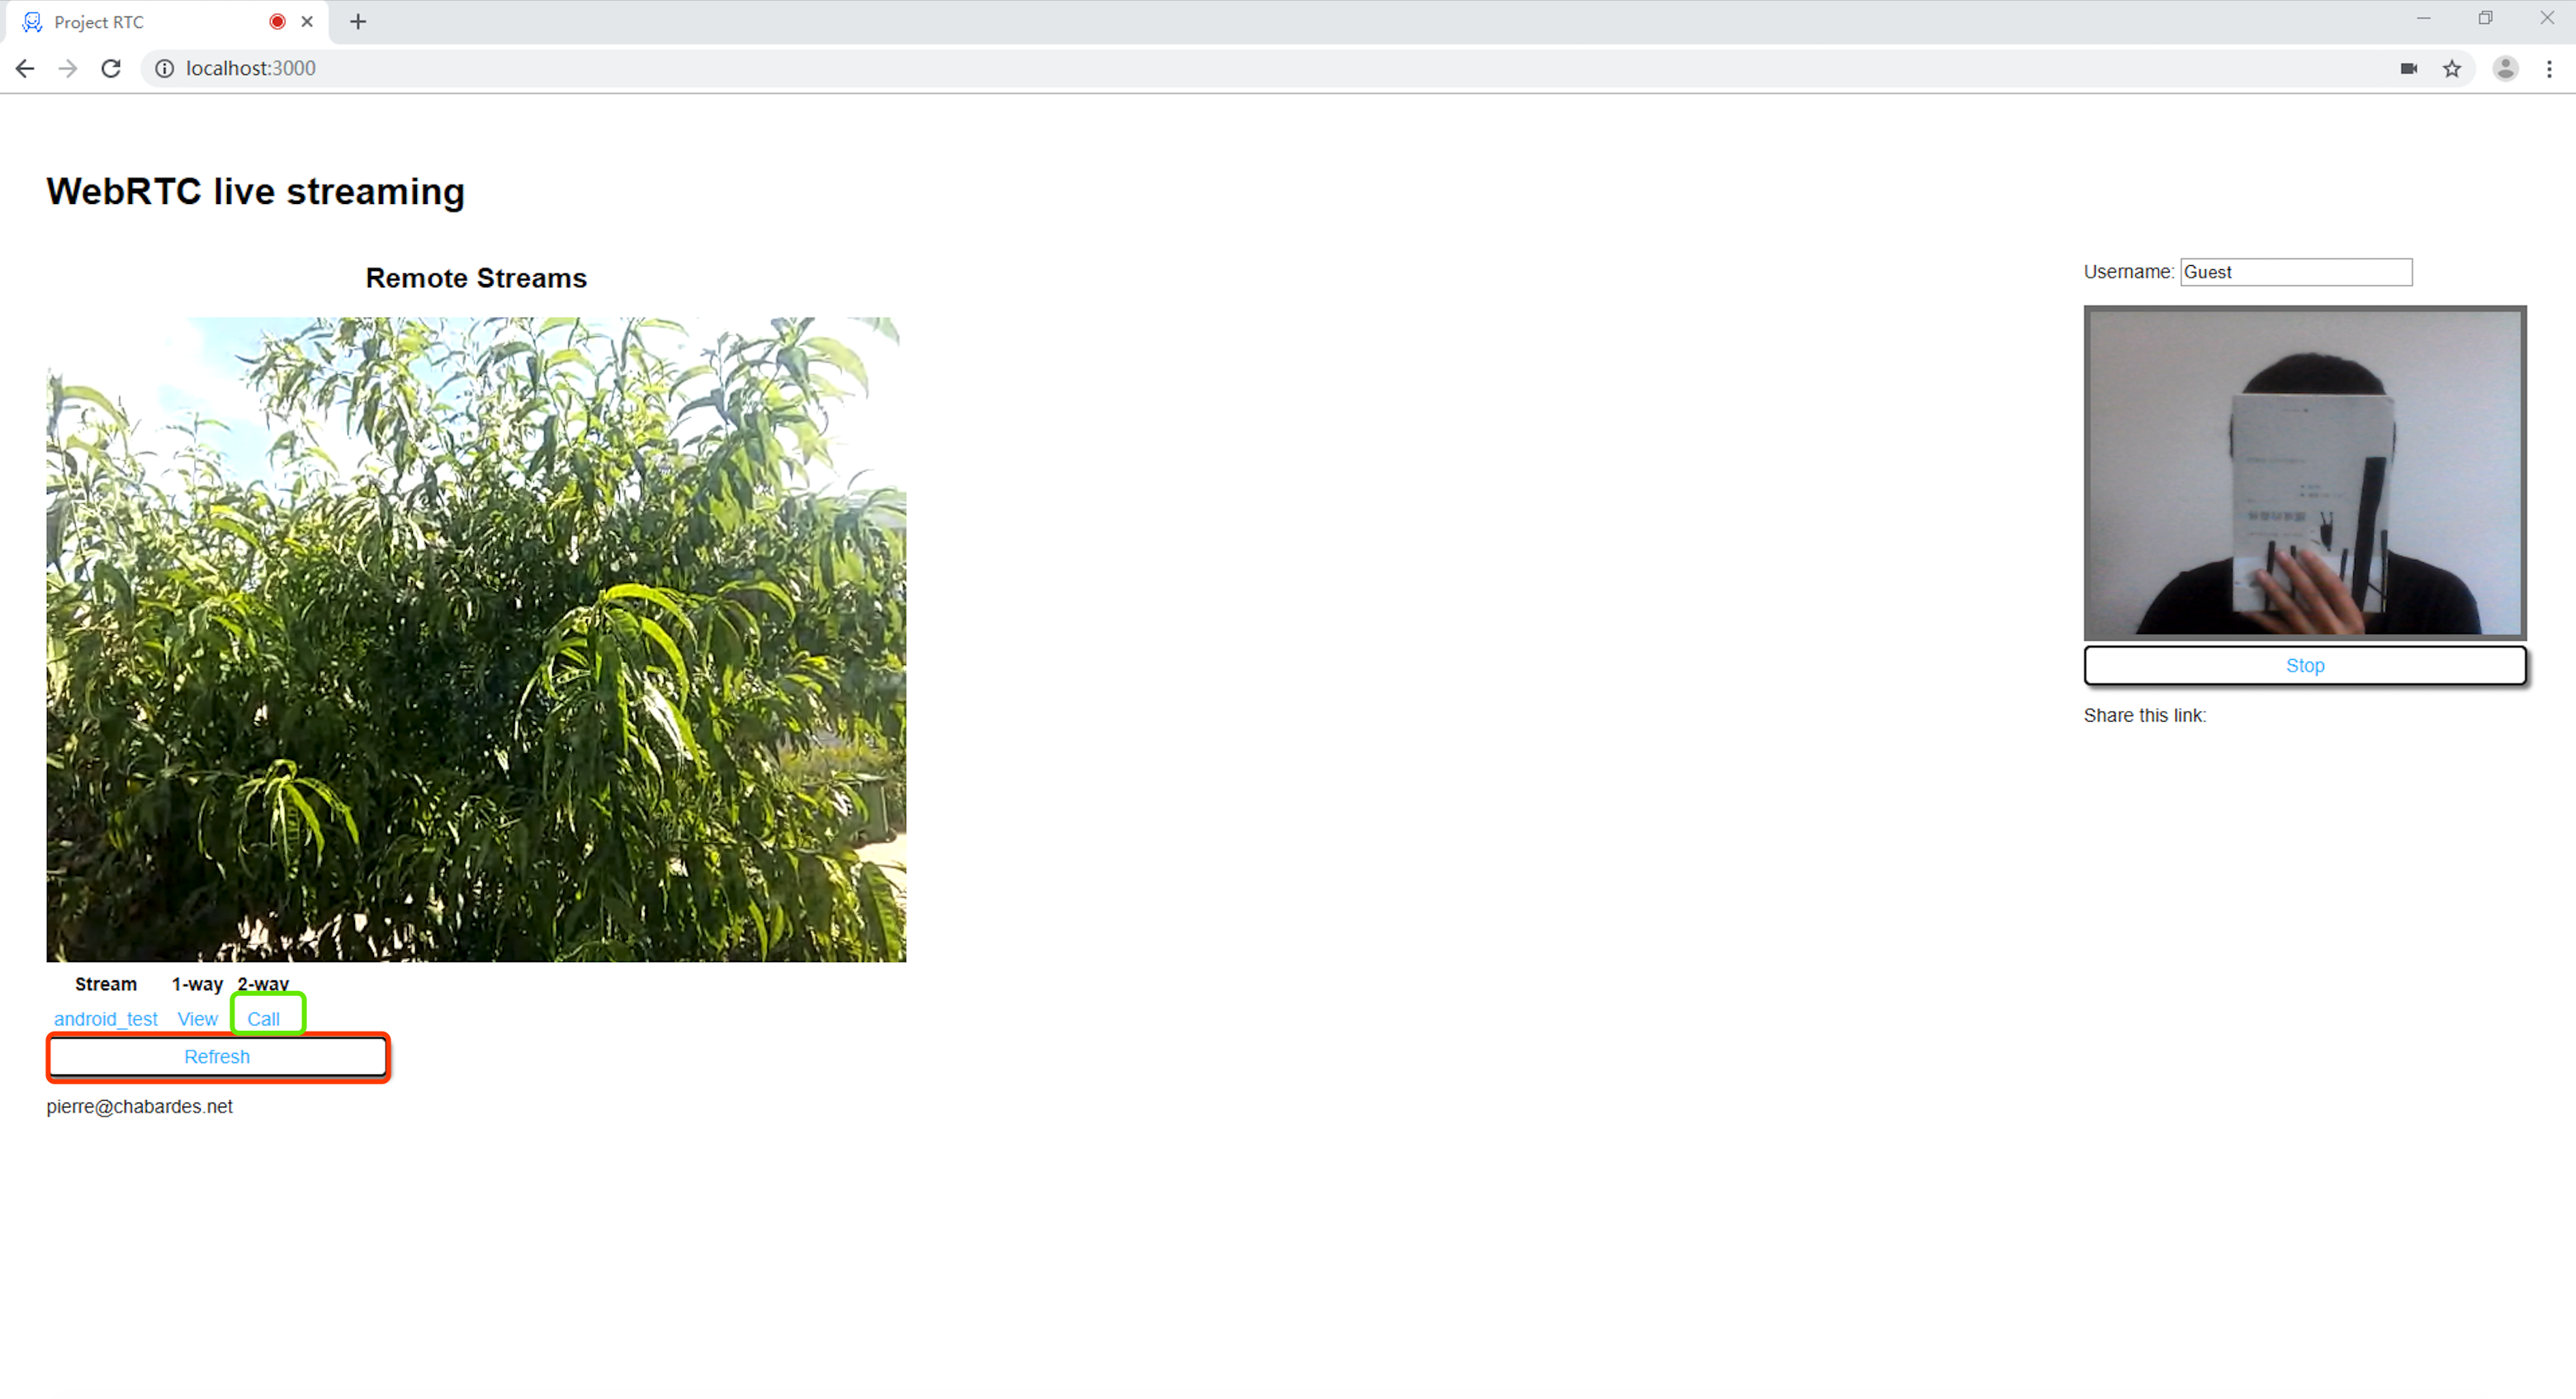 Project RTC
localhost:3000
WebRTC live streaming
Remote Streams
Username: Guest
Stop
Share this link:
Stream 1-way 2-way
android_test View Call
Refresh
pierre@chabardes.net